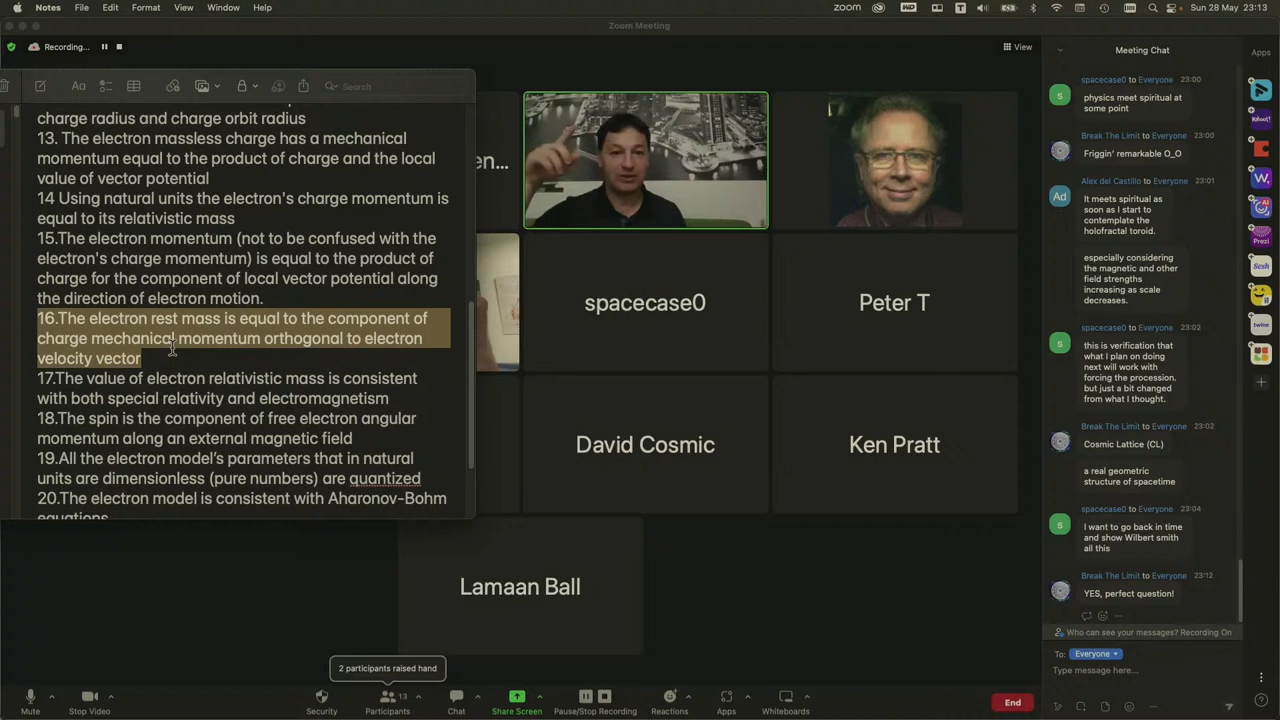 Notes File Edit Format View Window Help
zoom Sun 28 May 23:13
Zoom Meeting
Recording...
View
Aa Search
charge radius and charge orbit radius
13. The electron massless charge has a mechanical
momentum equal to the product of charge and the local
value of vector potential
14 Using natural units the electron's charge momentum is
equal to its relativistic mass
15.The electron momentum (not to be confused with the
electron's charge momentum) is equal to the product of
charge for the component of local vector potential along
the direction of electron motion.
16.The electron rest mass is equal to the component of
charge mechanical momentum orthogonal to electron
velocity vector
17.The value of electron relativistic mass is consistent
with both special relativity and electromagnetism
18.The spin is the component of free electron angular
momentum along an external magnetic field
19.All the electron model’s parameters that in natural
units are dimensionless (pure numbers) are quantized
20.The electron model is consistent with Aharonov-Bohm
equations
en...
spacecase0
Peter T
David Cosmic
Ken Pratt
Lamaan Ball
2 participants raised hand
Mute
Stop Video
Security
Participants 13
Chat
Share Screen
Pause/Stop Recording
Reactions
Apps
Whiteboards
End
Meeting Chat
spacecase0 to Everyone 23:00
S
physics meet spiritual at
some point
Break The Limit to Everyone 23:00
Friggin’ remarkable O_O
Alex del Castillo to Everyone 23:01
Ad
It meets spiritual as
soon as I start to
contemplate the
holofractal toroid.
especially considering
the magnetic and other
field strengths
increasing as scale
decreases.
spacecase0 to Everyone 23:02
S
this is verification that
what I plan on doing
next will work with
forcing the procession.
but just a bit changed
from what I thought.
Break The Limit to Everyone 23:02
Cosmic Lattice (CL)
a real geometric
structure of spacetime
spacecase0 to Everyone 23:04
S
I want to go back in time
and show Wilbert smith
all this
Break The Limit to Everyone 23:12
YES, perfect question!
Who can see your messages? Recording On
To: Everyone
Type message here...
Apps
Kahoot!
Prezi
Sesh
twine